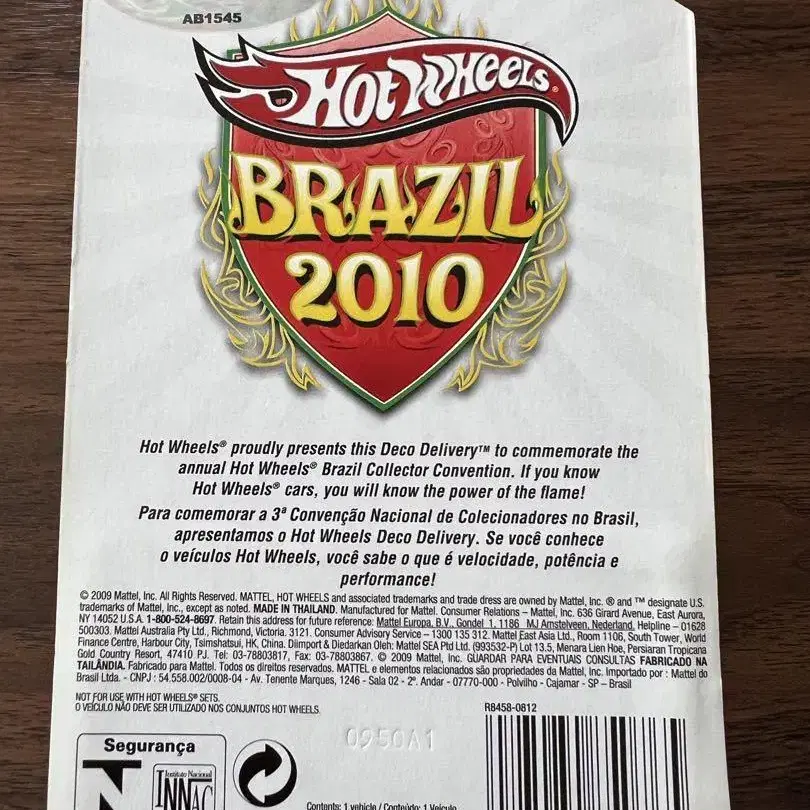 AB1545
Hot Wheels®
BRAZIL
2010
Hot Wheels® proudly presents this Deco Delivery™ to commemorate the
annual Hot Wheels® Brazil Collector Convention. If you know
Hot Wheels® cars, you will know the power of the flame!
Para comemorar a 3ª Convenção Nacional de Colecionadores no Brasil,
apresentamos o Hot Wheels Deco Delivery. Se você conhece
o veículos Hot Wheels, você sabe o que é velocidade, potência e
performance!
© 2009 Mattel, Inc. All Rights Reserved. MATTEL, HOT WHEELS and associated trademarks and trade dress are owned by Mattel, Inc. ® and ™ designate U.S.
trademarks of Mattel, Inc., except as noted. MADE IN THAILAND. Manufactured for Mattel. Consumer Relations – Mattel, Inc. 636 Girard Avenue, East Aurora,
NY 14052 U.S.A. 1-800-524-8697. Retain this address for future reference: Mattel Europa, B.V., Gondel 1, 1186 MJ Amstelveen, Nederland, Helpline – 01628
500303. Mattel Australia Pty Ltd., Richmond, Victoria. 3121. Consumer Advisory Service – 1300 135 312. Mattel East Asia Ltd., Room 1106, South Tower, World
Finance Centre, Harbour City, Tsimshatsui, HK, China. Diimport & Diedarkan Oleh: Mattel SEA Ptd Ltd. (993532-P) Lot 13.5, Menara Lien Hoe, Persiaran Tropicana
Gold Country Resort, 47410 PJ. Tel: 03-78803817, Fax: 03-78803867. © 2009 Mattel, Inc. GUARDAR PARA EVENTUAIS CONSULTAS FABRICADO NA
TAILÂNDIA. Fabricado para Mattel. Todos os direitos reservados. MATTEL e elementos relacionados são propriedades da Mattel, Inc. Importado por : Mattel do
Brasil Ltda. - CNPJ : 54.558.002/0008-04 - Av. Tenente Marques, 1246 - Sala 02 - 2º. Andar - 07770-000 - Polvilho - Cajamar - SP – Brasil
NOT FOR USE WITH HOT WHEELS® SETS.
O VEÍCULO NÃO DEVE SER UTILIZADO NOS CONJUNTOS HOT WHEELS.
R8458-0812
0950A1
Segurança
Instituto Nacional
Contents: 1 vehicle / Conteúdo: 1 Veículo